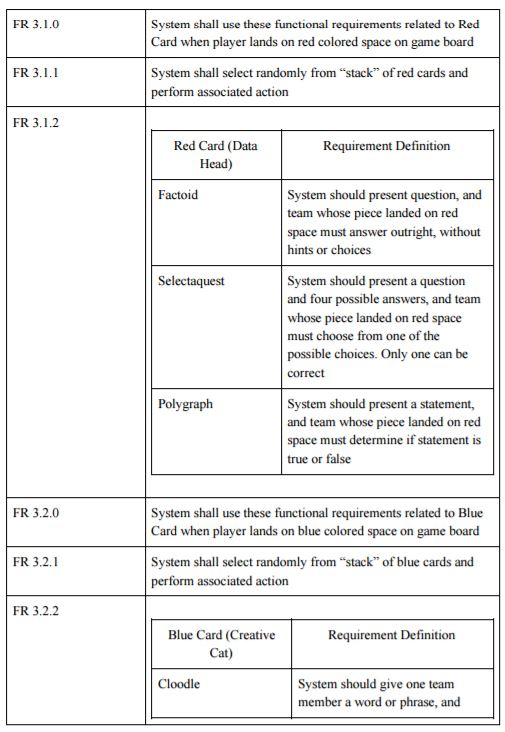 FR 3.1.0
System shall use these functional requirements related to Red
Card when player lands on red colored space on game board
FR 3.1.1
System shall select randomly from “stack” of red cards and
perform associated action
FR 3.1.2
Red Card (Data
Head)
Requirement Definition
Factoid
System should present question, and
team whose piece landed on red
space must answer outright, without
hints or choices
Selectaquest
System should present a question
and four possible answers, and team
whose piece landed on red space
must choose from one of the
possible choices. Only one can be
correct
Polygraph
System should present a statement,
and team whose piece landed on red
space must determine if statement is
true or false
FR 3.2.0
System shall use these functional requirements related to Blue
Card when player lands on blue colored space on game board
FR 3.2.1
System shall select randomly from “stack” of blue cards and
perform associated action
FR 3.2.2
Blue Card (Creative
Cat)
Requirement Definition
Cloodle
System should give one team
member a word or phrase, and